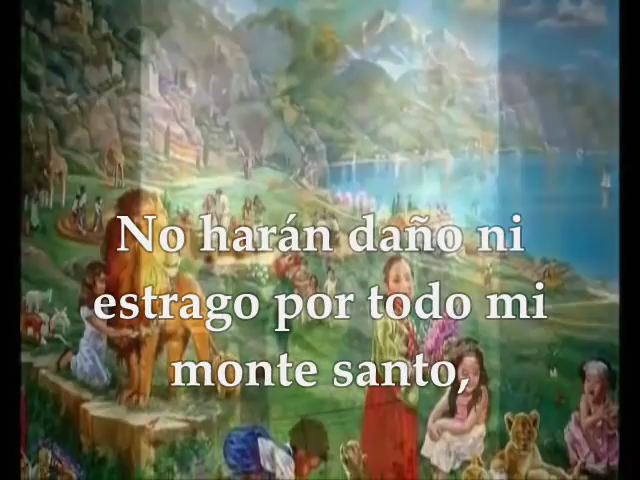 No harán daño ni
estrago por todo mi
monte santo,